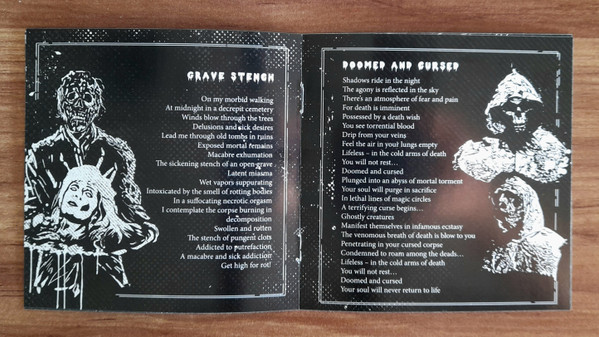 GRAVE STENCH
On my morbid walking
At midnight in a decrepit cemetery
Winds blow through the trees
Delusions and sick desires
Lead me through old tombs in ruins
Exposed mortal remains
Macabre exhumation
The sickening stench of an open grave
Latent miasma
Wet vapors suppurating
Intoxicated by the smell of rotting bodies
In a suffocating necrotic orgasm
I contemplate the corpse burning in
decomposition
Swollen and rotten
The stench of pungent clots
Addicted to putrefaction
A macabre and sick addiction
Get high for rot!
DOOMED AND CURSED
Shadows ride in the night
The agony is reflected in the sky
There's an atmosphere of fear and pain
For death is imminent
Possessed by a death wish
You see torrential blood
Drip from your veins
Feel the air in your lungs empty
Lifeless – in the cold arms of death
You will not rest...
Doomed and cursed
Plunged into an abyss of mortal torment
Your soul will purge in sacrifice
In lethal lines of magic circles
A terrifying curse begins...
Ghostly creatures
Manifest themselves in infamous ecstasy
The venomous breath of death is blow to you
Penetrating in your cursed corpse
Condemned to roam among the deads...
Lifeless – in the cold arms of death
You will not rest...
Doomed and cursed
Your soul will never return to life